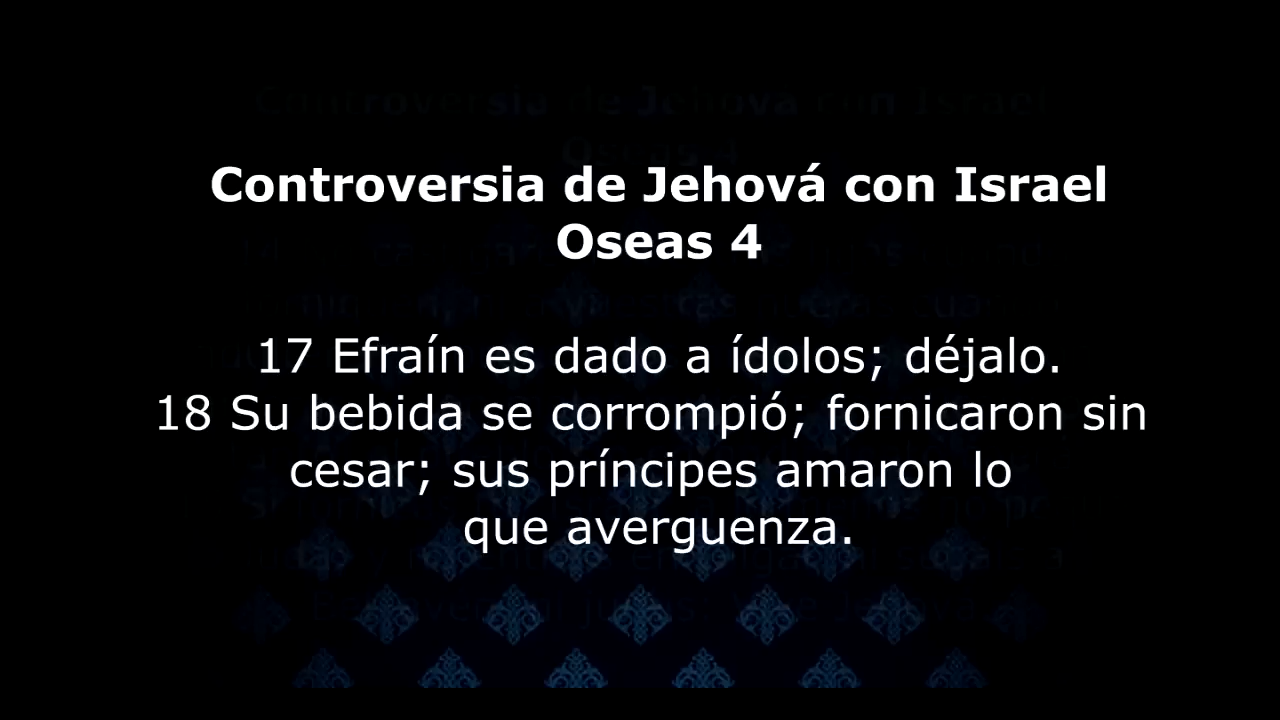 Controversia de Jehová con Israel
Oseas 4
17 Efraín es dado a ídolos; déjalo.
18 Su bebida se corrompió; fornicaron sin
cesar; sus príncipes amaron lo
que averguenza.